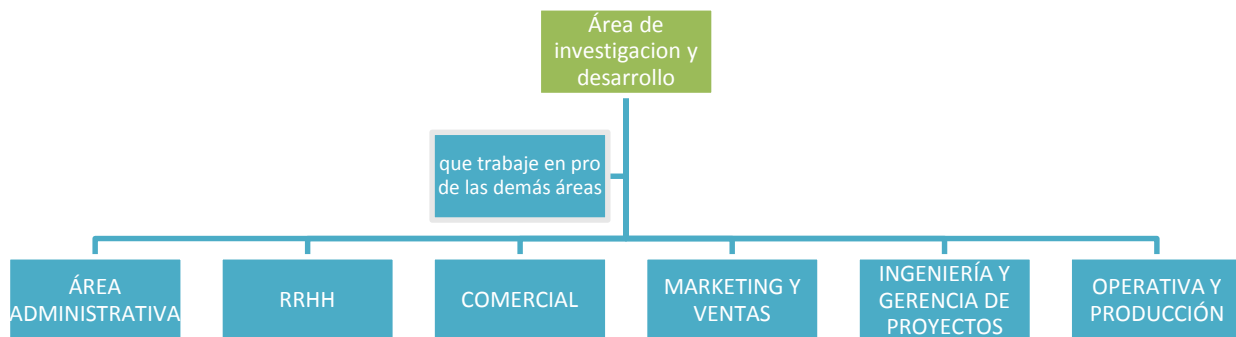 Área de
investigacion y
desarrollo
que trabaje en pro
de las demás áreas
ÁREA
ADMINISTRATIVA
RRHH
COMERCIAL
MARKETING Y
VENTAS
INGENIERÍA Y
GERENCIA DE
PROYECTOS
OPERATIVA Y
PRODUCCIÓN